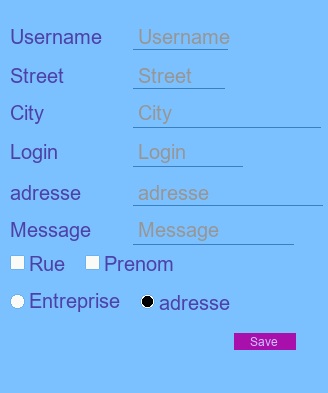 Username Username
Street Street
City City
Login Login
adresse adresse
Message Message
Rue Prenom
Entreprise adresse
Save